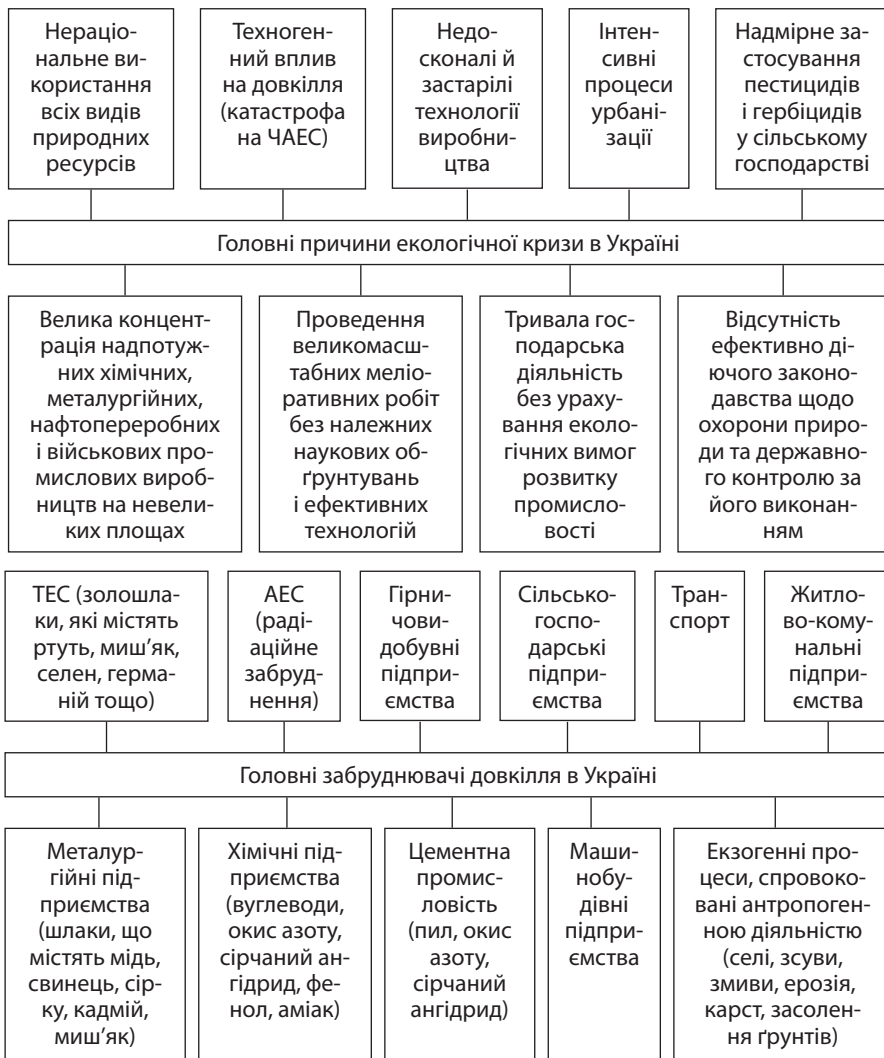 Нераціо-
нальне ви-
користання
всіх видів
природних
ресурсів
Техноген-
ний вплив
на довкілля
(катастрофа
на ЧАЕС)
Недо-
сконалі й
застарілі
технології
виробни-
цтва
Інтен-
сивні
процеси
урбані-
зації
Надмірне за-
стосування
пестицидів
і гербіцидів
у сільському
господарстві
Головні причини екологічної кризи в Україні
Велика концент-
рація надпотуж-
них хімічних,
металургійних,
нафтопереробних
і військових про-
мислових вироб-
ництв на невели-
ких площах
Проведення
великомасш-
табних меліо-
ративних робіт
без належних
наукових об-
ґрунтувань
і ефективних
технологій
Тривала гос-
подарська
діяльність
без ураху-
вання еколо-
гічних вимог
розвитку
промисло-
вості
Відсутність
ефективно ді-
ючого законо-
давства щодо
охорони приро-
ди та державно-
го контролю за
його виконан-
ням
ТЕС (золошла-
ки, які містять
ртуть, миш’як,
селен, герма-
ній тощо)
АЕС
(раді-
аційне
забруд-
нення)
Гірни-
чови-
добувні
підпри-
ємства
Сільсько-
госпо-
дарські
підпри-
ємства
Тран-
спорт
Житло-
во-кому-
нальні
підпри-
ємства
Головні забруднювачі довкілля в Україні
Металур-
гійні під-
приємства
(шлаки, що
містять мідь,
свинець, сір-
ку, кадмій,
миш’як)
Хімічні під-
приємства
(вуглеводи,
окис азоту,
сірчаний ан-
гідрид, фе-
нол, аміак)
Цементна
промис-
ловість
(пил, окис
азоту,
сірчаний
ангідрид)
Маши-
нобу-
дівні
підпри-
ємства
Екзогенні про-
цеси, спровоко-
вані антропоген-
ною діяльністю
(селі, зсуви,
змиви, ерозія,
карст, засолен-
ня ґрунтів)